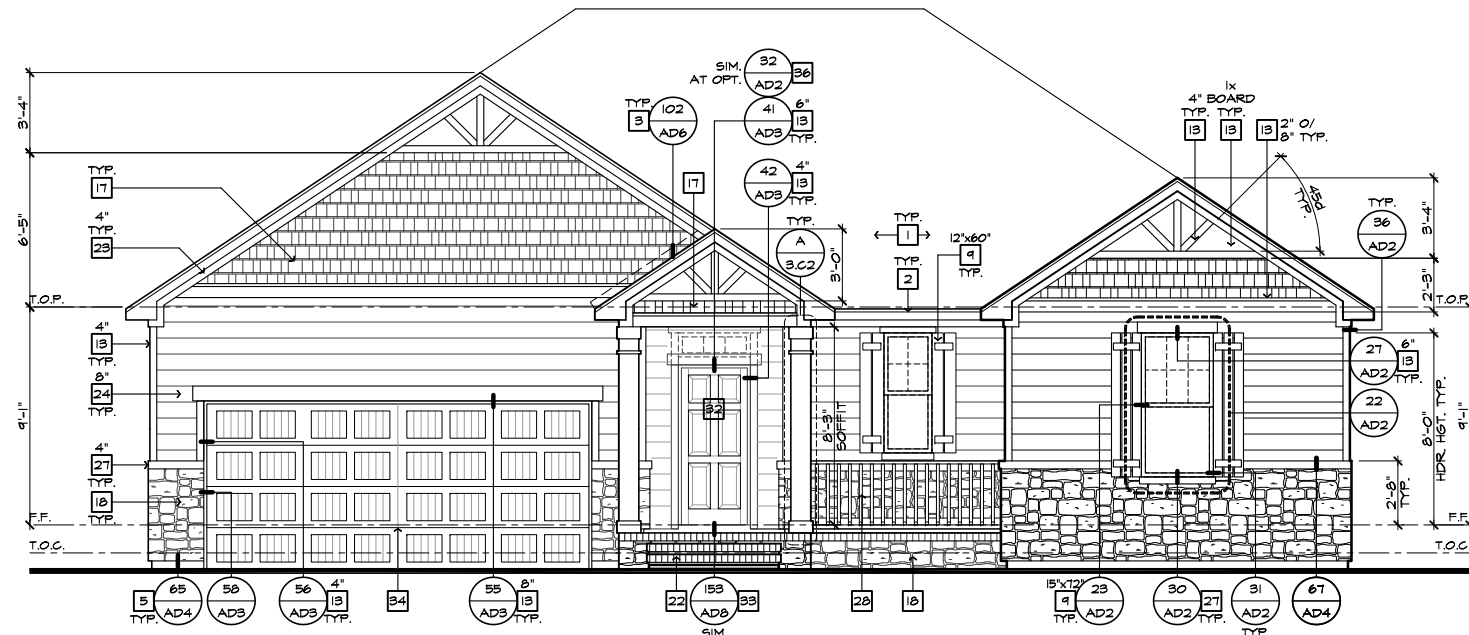 SIM.
AT OPT.
32
AD2
36
41
AD3
6"
13
TYP.
TYP.
3
102
AD6
42
AD3
4"
13
TYP.
17
TYP.
A
3.C2
3'-0"
TYP.
1
TYP.
2
12"x60"
9
TYP.
1x
4" BOARD
TYP. TYP.
13
13
13
2" O/
8" TYP.
45d
TYP.
TYP.
36
AD2
3'-4"
6'-5"
9'-1"
TYP.
17
4"
TYP.
23
T.O.P.
4"
13
TYP.
8"
24
TYP.
4"
27
TYP.
18
TYP.
F.F.
T.O.C.
32
8'-3"
SOFFIT
3'-4"
2'-3"
T.O.P.
27
AD2
6"
13
TYP.
22
AD2
8'-0"
HDR. HGT. TYP.
9'-1"
2'-8"
TYP.
F.F.
T.O.C.
5
TYP.
65
AD4
58
AD3
56
AD3
4"
13
TYP.
34
55
AD3
8"
13
TYP.
22
153
AD8
SIM.
33
28
18
15"x72"
9
TYP.
23
AD2
30
AD2
27
TYP.
31
AD2
TYP.
67
AD4